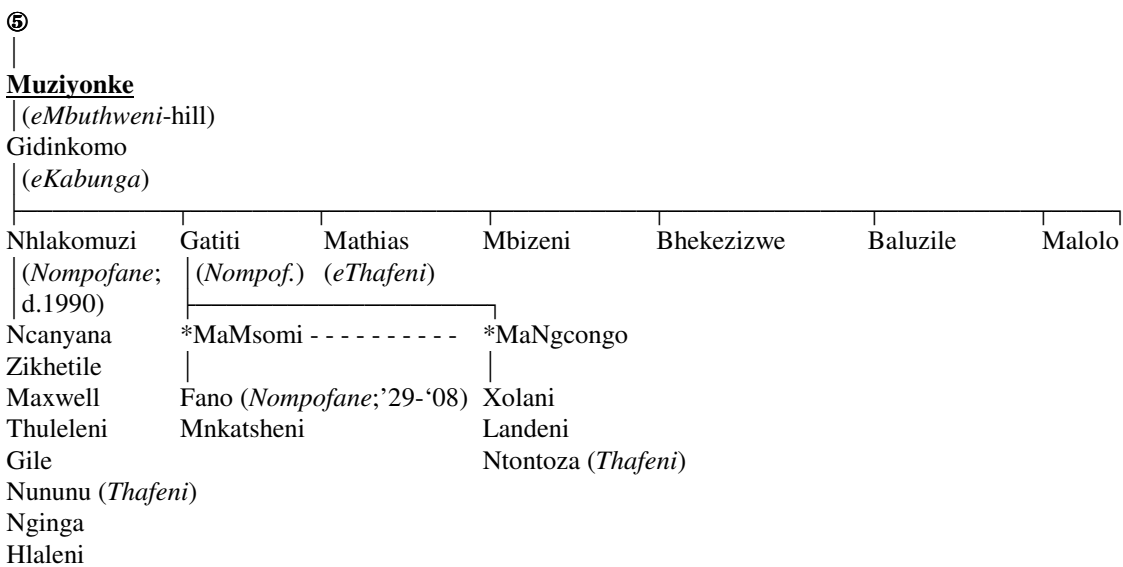 ⑤
Muziyonke
(eMbuthweni-hill)
Gidinkomo
(eKabunga)
Nhlakomuzi Gatiti Mathias Mbizeni Bhekezizwe Baluzile Malolo
(Nompofane; (Nompof.) (eThafeni)
d.1990)
Ncanyana *MaMsomi - - - - - - - - - - *MaNgcongo
Zikhetile
Maxwell Fano (Nompofane;’29-‘08) Xolani
Thuleleni Mnkatsheni Landeni
Gile Ntontoza (Thafeni)
Nununu (Thafeni)
Nginga
Hlaleni